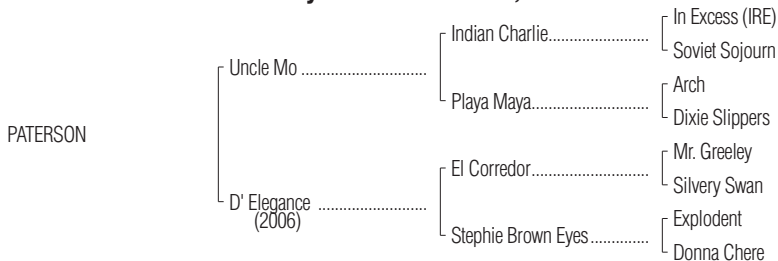 In Excess (IRE)
Indian Charlie.......................
Soviet Sojourn
Uncle Mo .............................
Arch
Playa Maya...........................
Dixie Slippers
PATERSON
Mr. Greeley
El Corredor...........................
Silvery Swan
D' Elegance .........................
(2006)
Explodent
Stephie Brown Eyes..............
Donna Chere